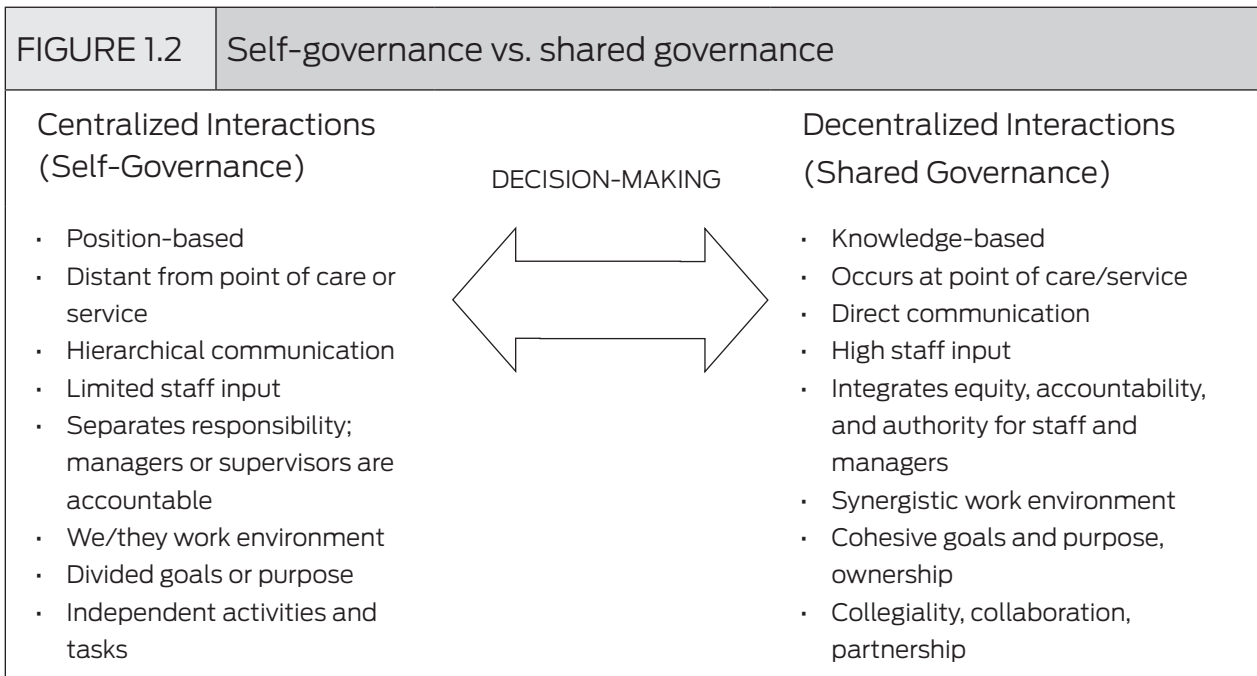 FIGURE 1.2
Self-governance vs. shared governance
Centralized Interactions
(Self-Governance)
· Position-based
· Distant from point of care or
service
· Hierarchical communication
· Limited staff input
· Separates responsibility;
managers or supervisors are
accountable
· We/they work environment
· Divided goals or purpose
· Independent activities and
tasks
DECISION-MAKING
Decentralized Interactions
(Shared Governance)
· Knowledge-based
· Occurs at point of care/service
· Direct communication
· High staff input
· Integrates equity, accountability,
and authority for staff and
managers
· Synergistic work environment
· Cohesive goals and purpose,
ownership
· Collegiality, collaboration,
partnership